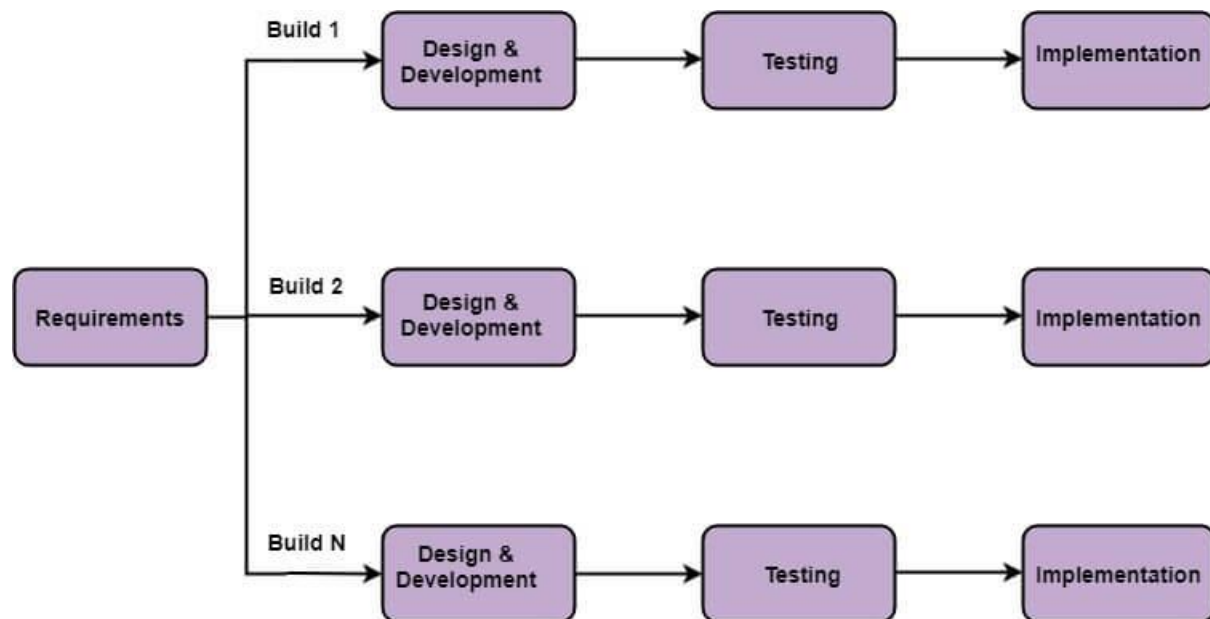 Build 1
Design &
Development
Testing
Implementation
Requirements
Build 2
Design &
Development
Testing
Implementation
Build N
Design &
Development
Testing
Implementation